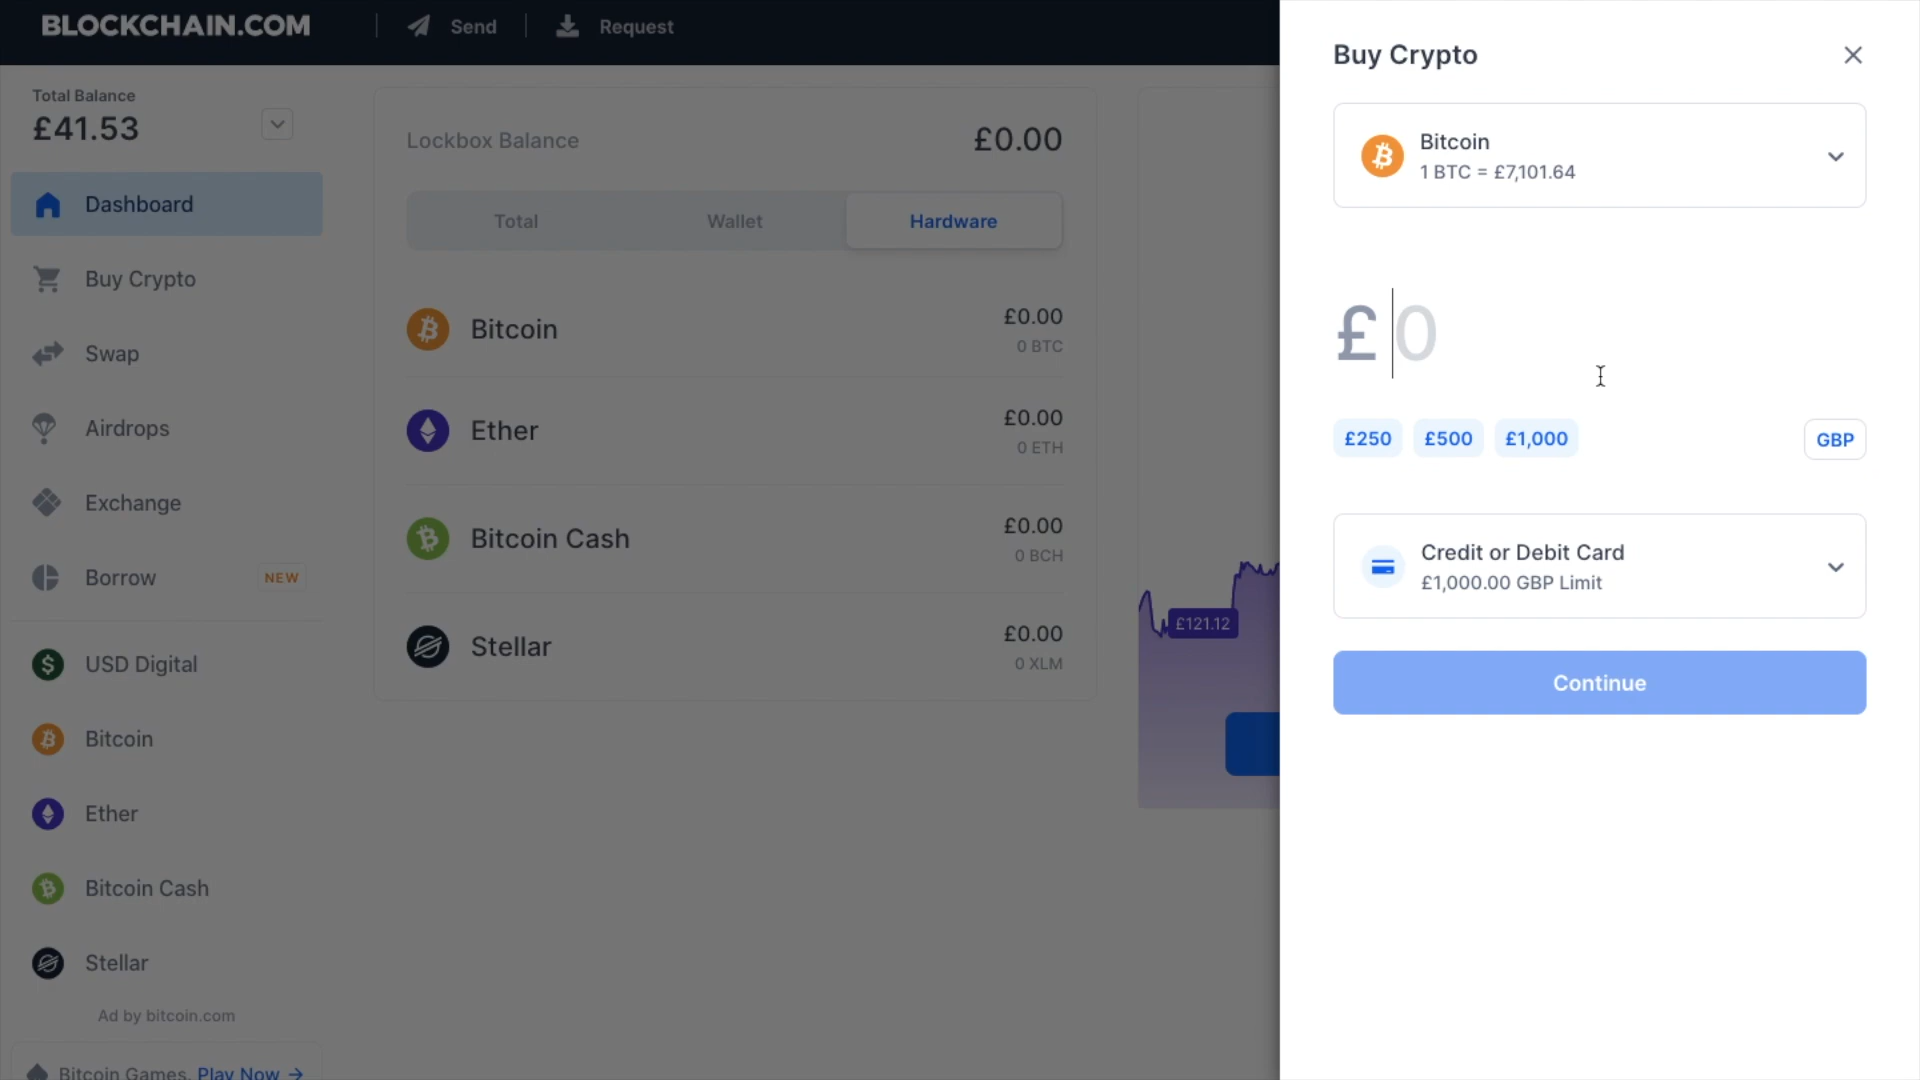 BLOCKCHAIN.COM
Send
Request
Total Balance
£41.53
Dashboard
Buy Crypto
Swap
Airdrops
Exchange
Borrow NEW
USD Digital
Bitcoin
Ether
Bitcoin Cash
Stellar
Ad by bitcoin.com
Bitcoin Games. Play Now →
Lockbox Balance £0.00
Total Wallet Hardware
Bitcoin £0.00
0 BTC
Ether £0.00
0 ETH
Bitcoin Cash £0.00
0 BCH
Stellar £0.00
0 XLM
£121.12
Buy Crypto
Bitcoin
1 BTC = £7,101.64
£ 0
£250 £500 £1,000 GBP
Credit or Debit Card
£1,000.00 GBP Limit
Continue